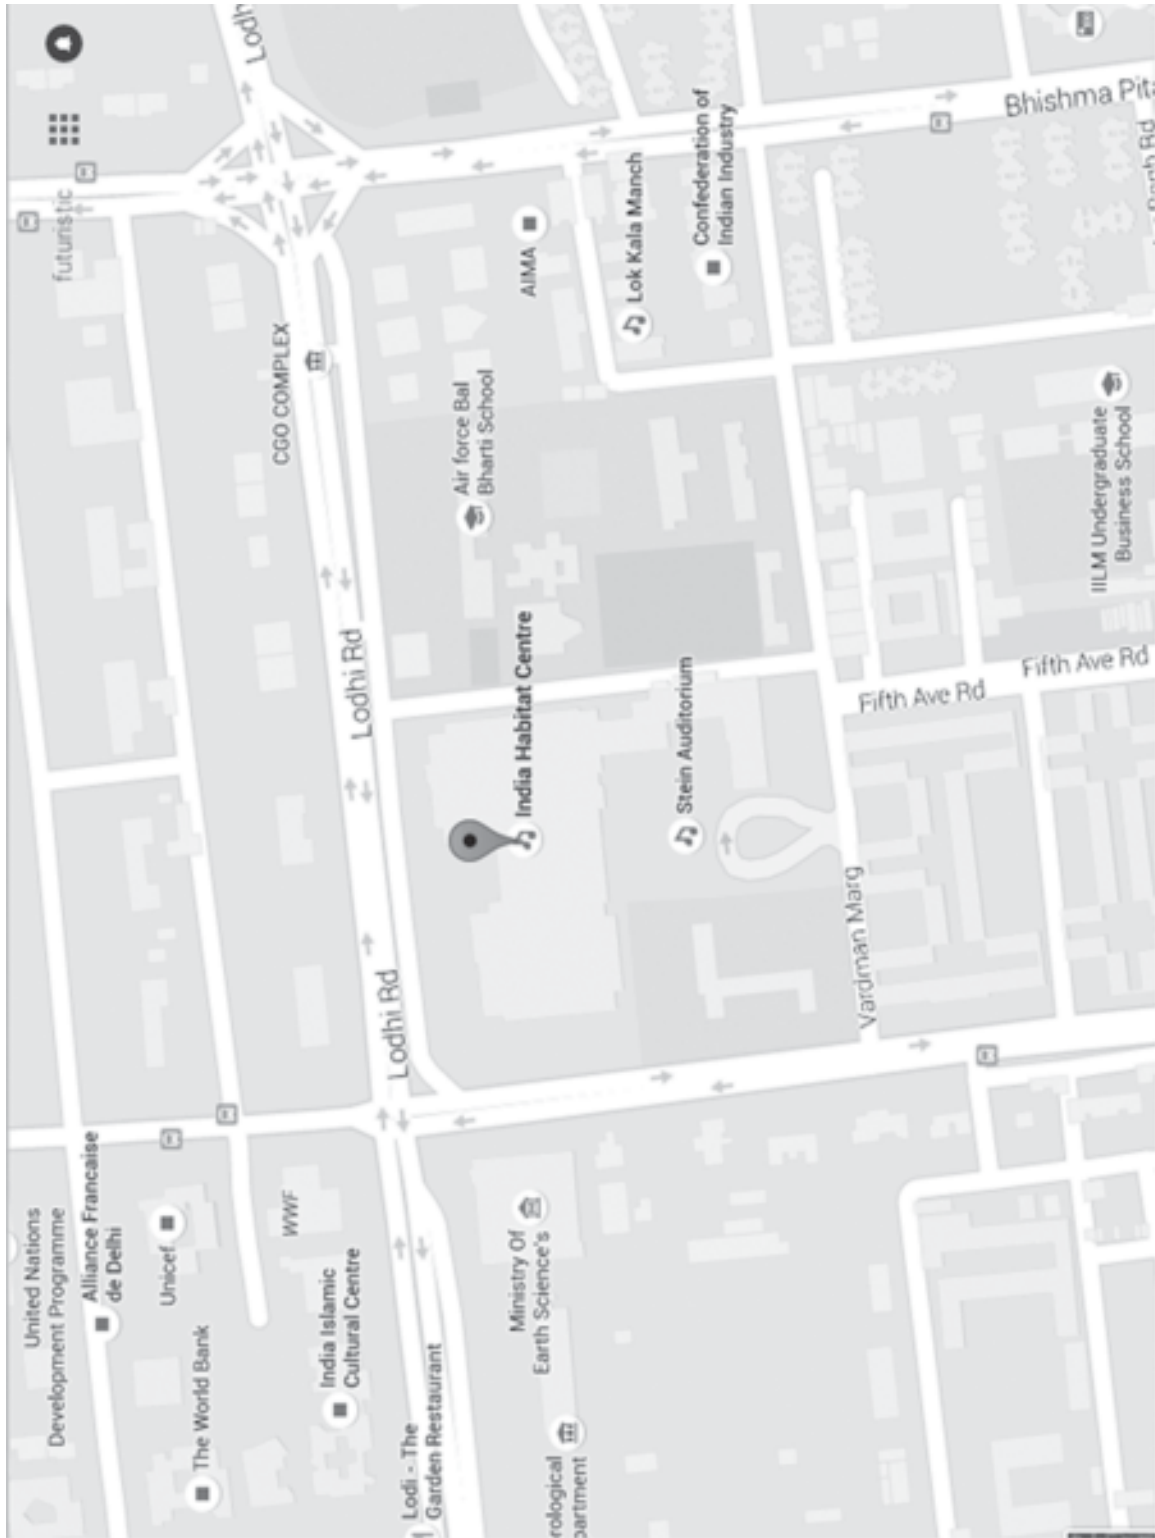 United Nations
Development Programme
Alliance Francaise
de Delhi
Unicef
The World Bank
WWF
India Islamic
Cultural Centre
Lodi - The
Garden Restaurant
Ministry Of
Earth Science's
orological
partment
Lodhi Rd
Lodhi Rd
Vardman Marg
India Habitat Centre
Stein Auditorium
Fifth Ave Rd
Fifth Ave Rd
Air force Bal
Bharti School
CGO COMPLEX
IILM Undergraduate
Business School
futuristic
AIMA
Lok Kala Manch
Confederation of
Indian Industry
Lodh
Bhishma Pita